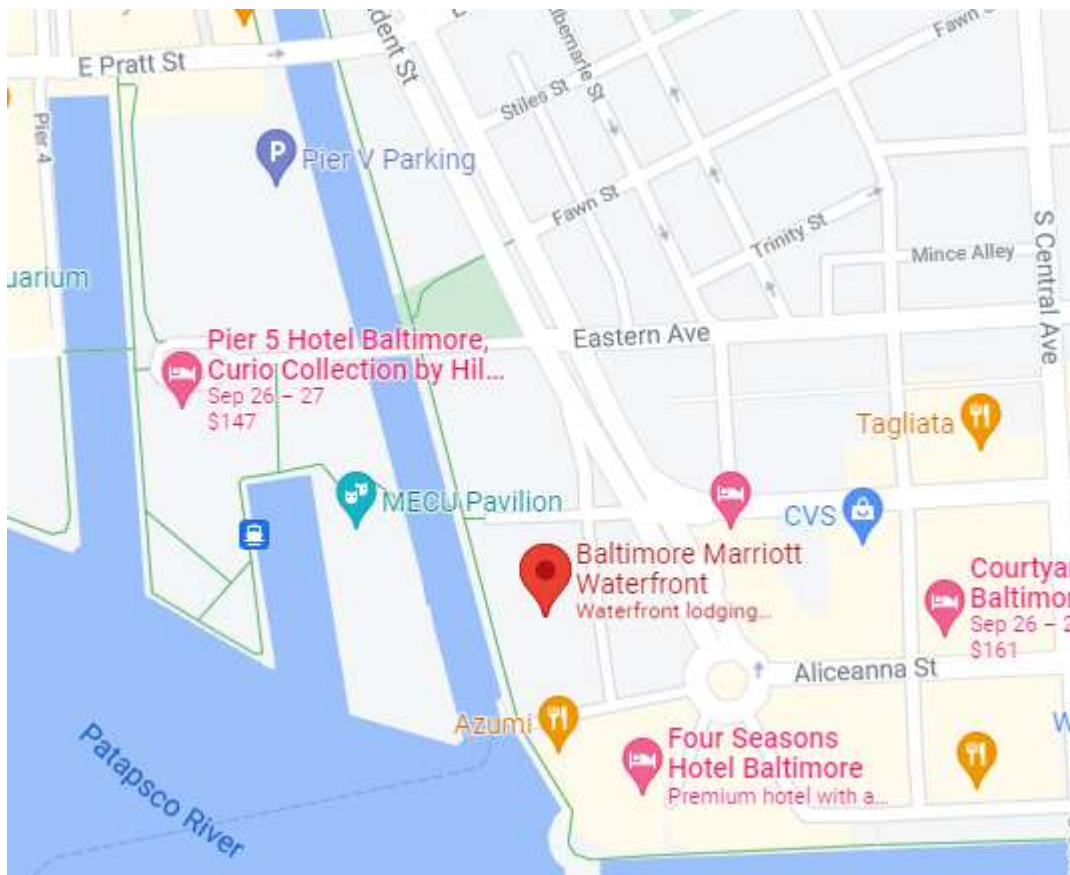 dent St
lbemarle St
Fawn S
E Pratt St
Stiles St
Pier 4
P
Pier V Parking
Fawn St
Trinity St
Mince Alley
S Central Ave
uarium
Eastern Ave
Pier 5 Hotel Baltimore,
Curio Collection by Hil...
Sep 26 – 27
$147
Tagliata
MECU Pavilion
CVS
Baltimore Marriott
Waterfront
Waterfront lodging...
Courtya
Baltimor
Sep 26 – 2
$161
Aliceanna St
Azumi
W
Four Seasons
Hotel Baltimore
Premium hotel with a...
Patapsco River